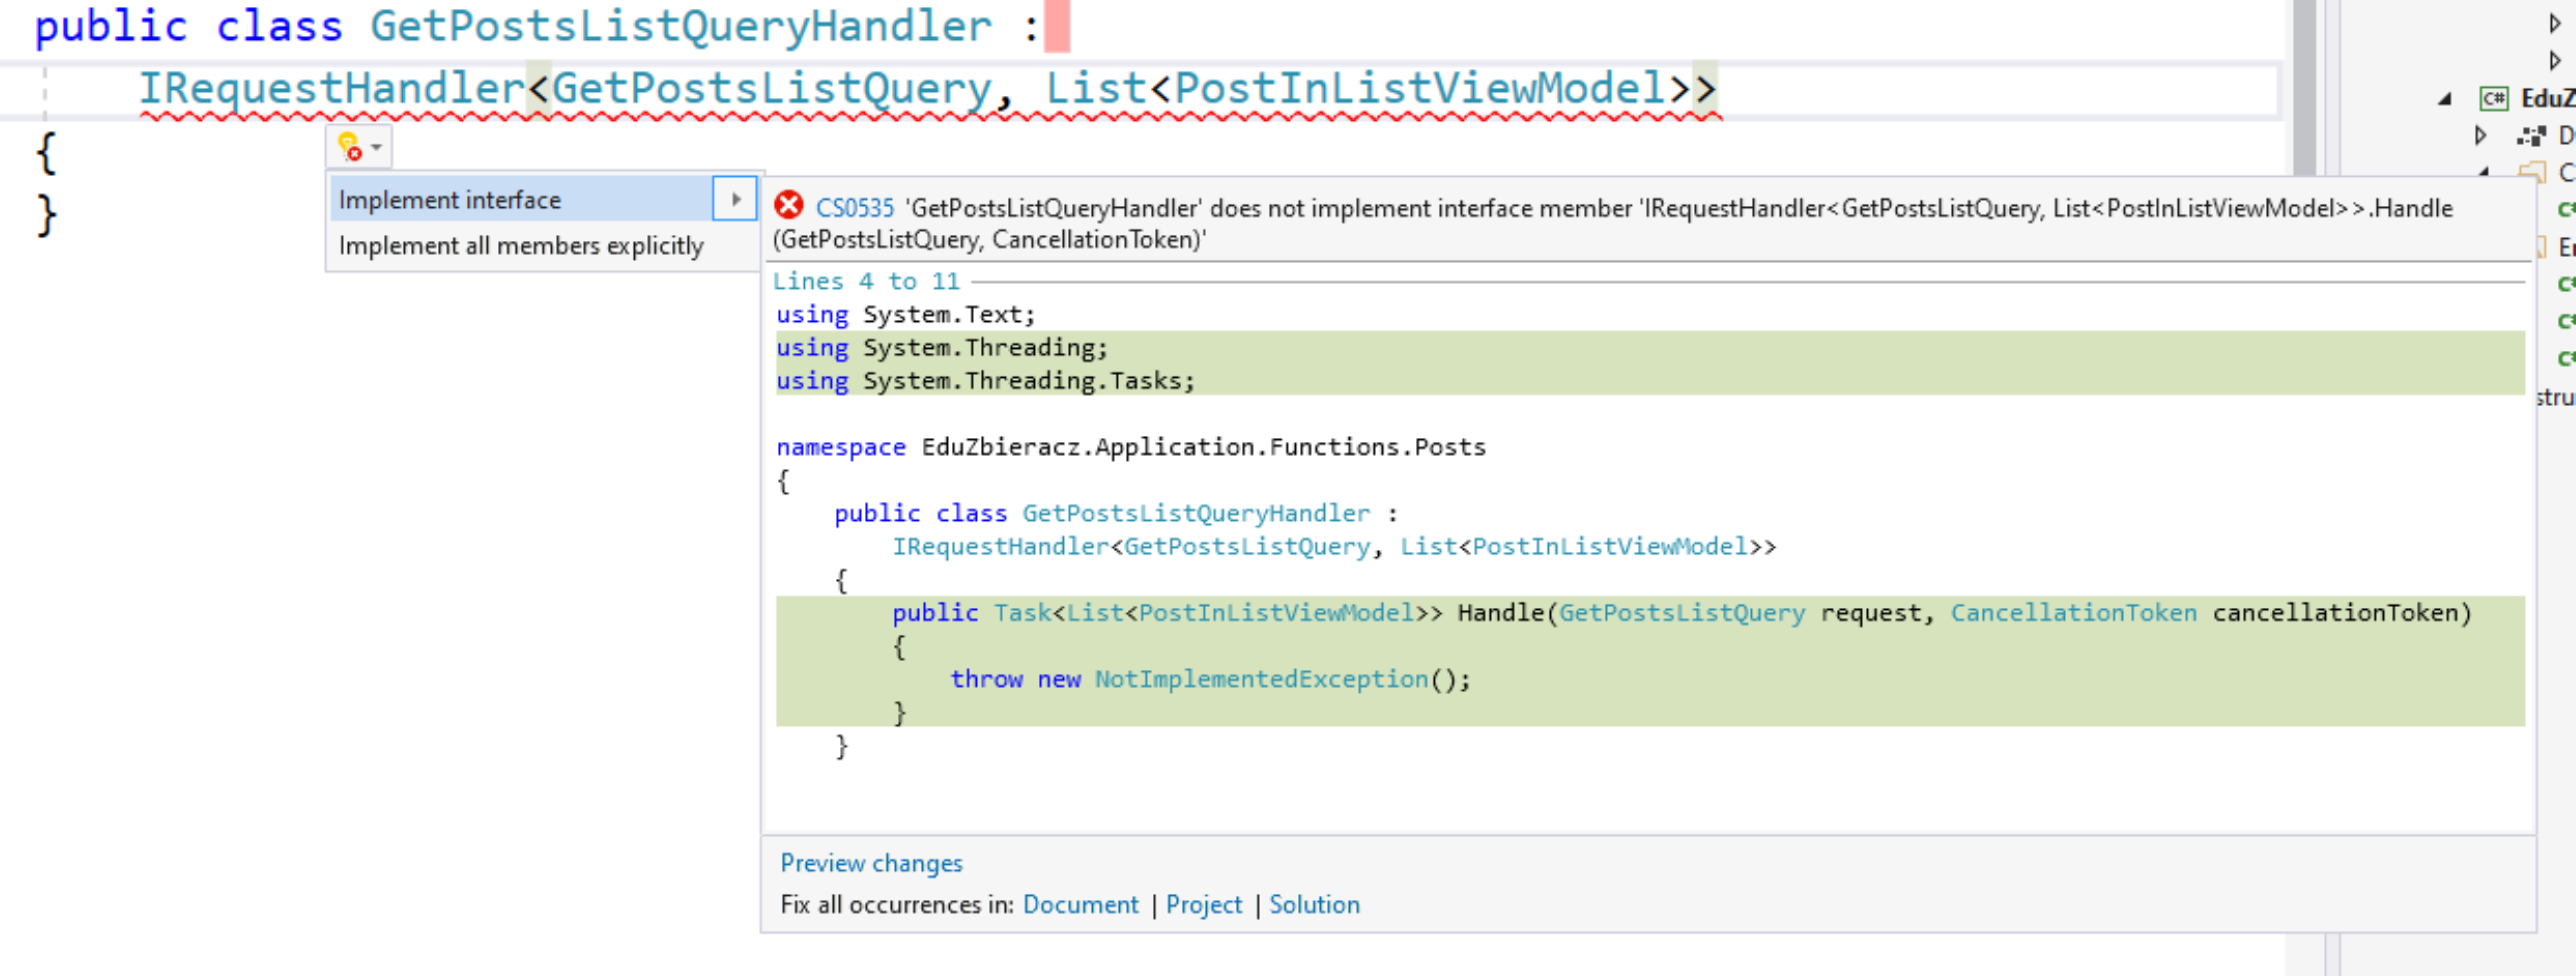 public class GetPostsListQueryHandler :
IRequestHandler<GetPostsListQuery, List<PostInListViewModel>>
{
}
Implement interface
Implement all members explicitly
CS0535 'GetPostsListQueryHandler' does not implement interface member 'IRequestHandler<GetPostsListQuery, List<PostInListViewModel>>.Handle
(GetPostsListQuery, CancellationToken)'
Lines 4 to 11
using System.Text;
using System.Threading;
using System.Threading.Tasks;
namespace EduZbieracz.Application.Functions.Posts
{
public class GetPostsListQueryHandler :
IRequestHandler<GetPostsListQuery, List<PostInListViewModel>>
{
public Task<List<PostInListViewModel>> Handle(GetPostsListQuery request, CancellationToken cancellationToken)
{
throw new NotImplementedException();
}
}
Preview changes
Fix all occurrences in: Document | Project | Solution
C# EduZ